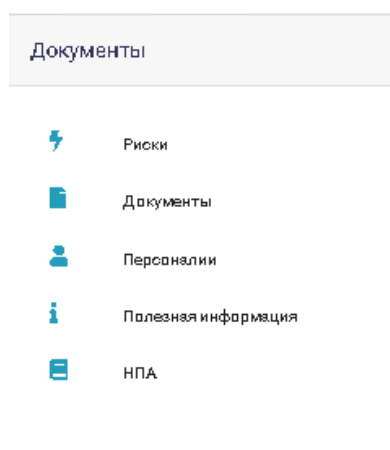 Документы
Риски
Документы
Персоналии
Полезная информация
НПА